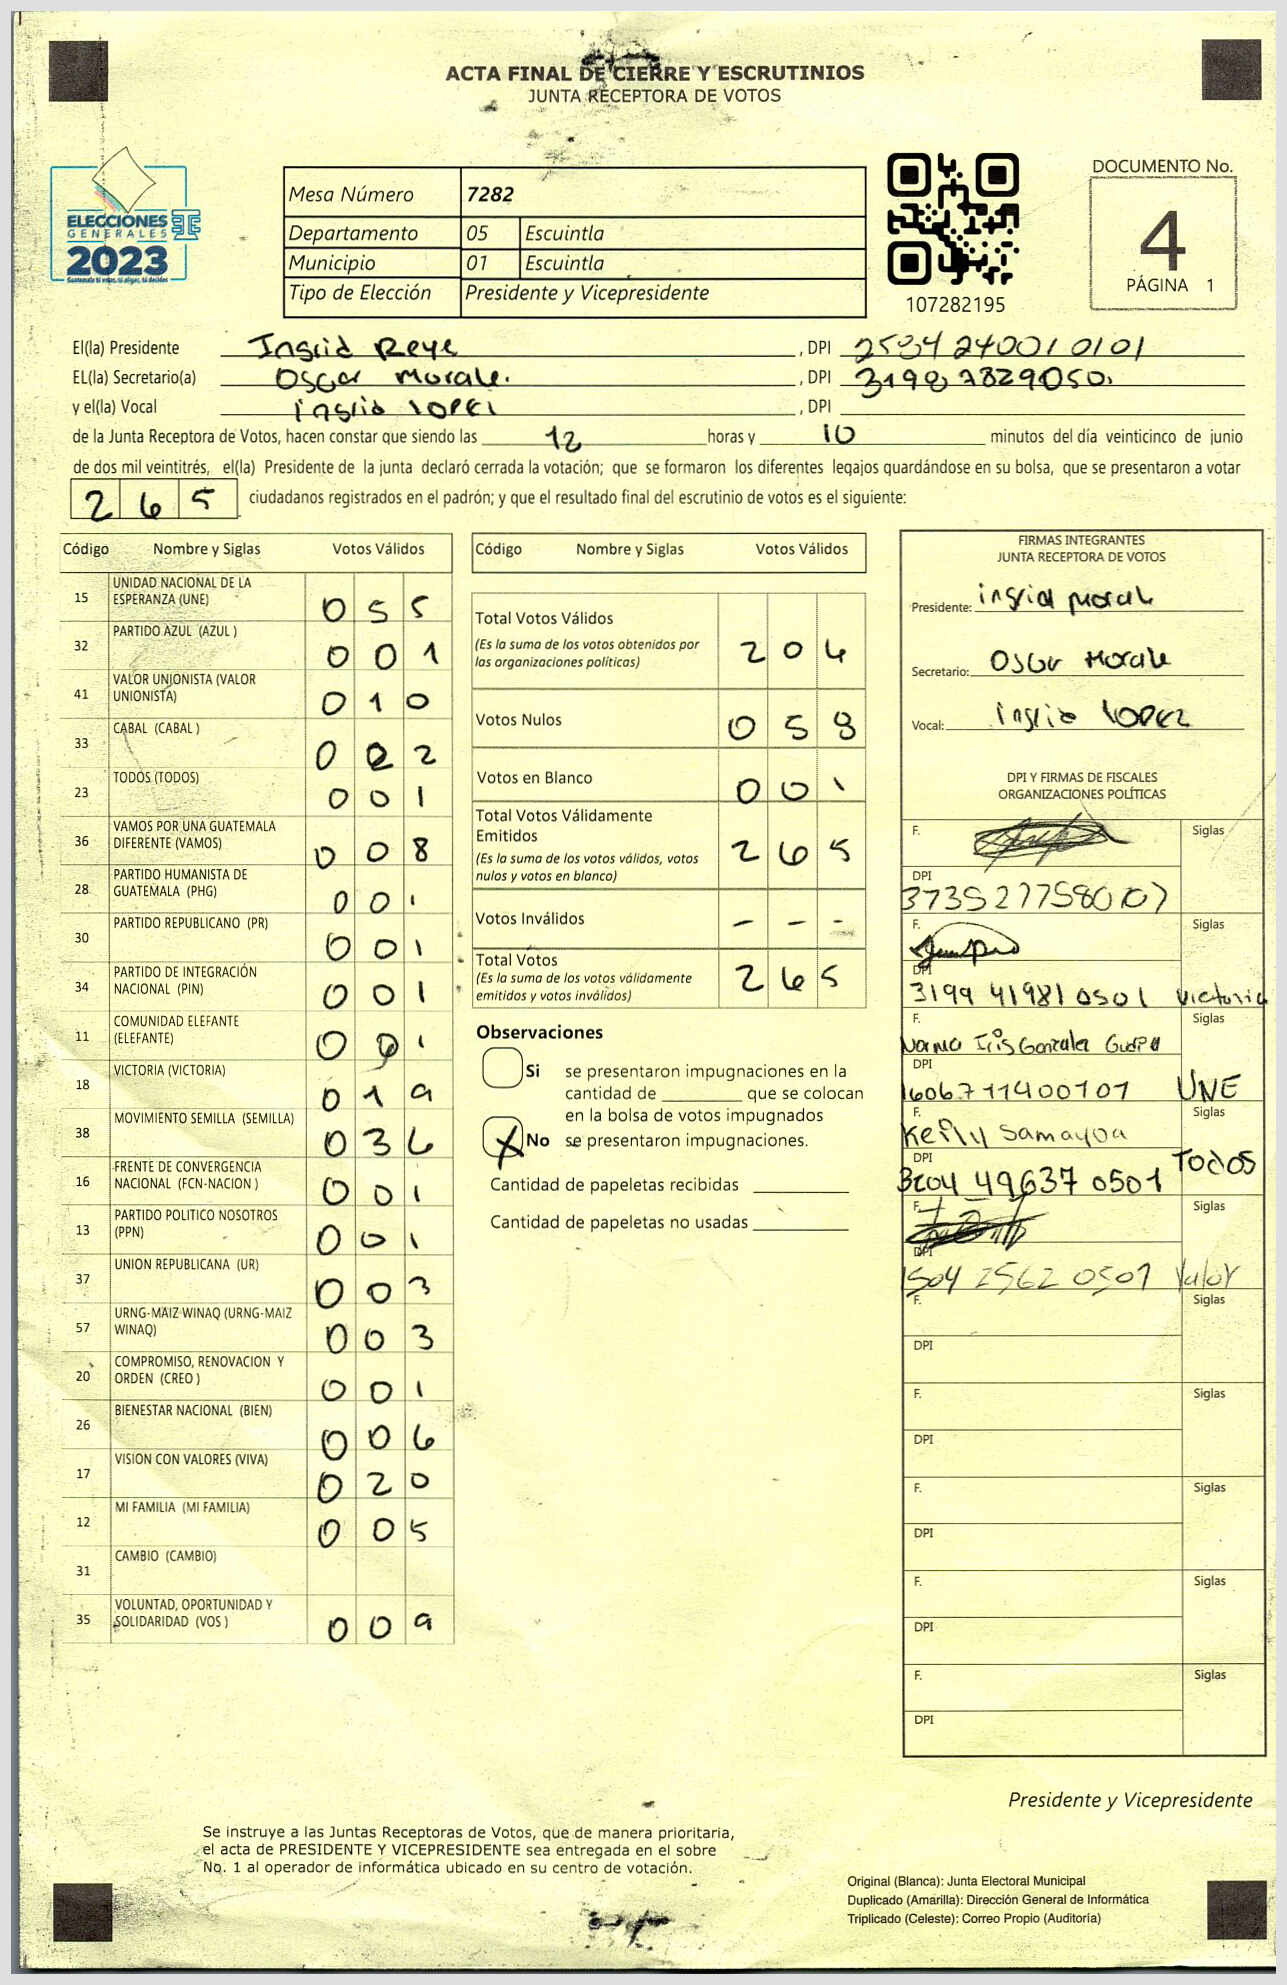 ACTA FINAL DE CIERRE Y ESCRUTINIOS
JUNTA RECEPTORA DE VOTOS
ELECCIONES
GENERALES
2023
Mesa Número 7282
Departamento 05 Escuintla
Municipio 01 Escuintla
Tipo de Elección Presidente y Vicepresidente
107282195
DOCUMENTO No.
4
PÁGINA 1
El(la) Presidente Ingrid Reye , DPI 2534 24001 0101
EL(la) Secretario(a) Oscar Morale. , DPI
y el(la) Vocal ingrid LOPEZ , DPI
de la Junta Receptora de Votos, hacen constar que siendo las 12 horas y 10 minutos del día veinticinco de junio
de dos mil veintitrés, el(la) Presidente de la junta declaró cerrada la votación; que se formaron los diferentes legajos guardándose en su bolsa, que se presentaron a votar
2 6 5 ciudadanos registrados en el padrón; y que el resultado final del escrutinio de votos es el siguiente:
Código Nombre y Siglas Votos Válidos
15 UNIDAD NACIONAL DE LA ESPERANZA (UNE) 0 5 5
32 PARTIDO AZUL (AZUL ) 0 0 1
41 VALOR UNIONISTA (VALOR UNIONISTA) 0 1 0
33 CABAL (CABAL ) 0 2 2
23 TODOS (TODOS) 0 0 1
36 VAMOS POR UNA GUATEMALA DIFERENTE (VAMOS) 0 0 8
28 PARTIDO HUMANISTA DE GUATEMALA (PHG) 0 0 1
30 PARTIDO REPUBLICANO (PR) 0 0 1
34 PARTIDO DE INTEGRACIÓN NACIONAL (PIN) 0 0 1
11 COMUNIDAD ELEFANTE (ELEFANTE) 0 0 1
18 VICTORIA (VICTORIA) 0 1 9
38 MOVIMIENTO SEMILLA (SEMILLA) 0 3 6
16 FRENTE DE CONVERGENCIA NACIONAL (FCN-NACION ) 0 0 1
13 PARTIDO POLITICO NOSOTROS (PPN) 0 0 1
37 UNION REPUBLICANA (UR) 0 0 3
57 URNG-MAIZ WINAQ (URNG-MAIZ WINAQ) 0 0 3
20 COMPROMISO, RENOVACION Y ORDEN (CREO ) 0 0 1
26 BIENESTAR NACIONAL (BIEN) 0 0 6
17 VISION CON VALORES (VIVA) 0 2 0
12 MI FAMILIA (MI FAMILIA) 0 0 5
31 CAMBIO (CAMBIO)
35 VOLUNTAD, OPORTUNIDAD Y SOLIDARIDAD (VOS ) 0 0 9
Código Nombre y Siglas Votos Válidos
Total Votos Válidos 2 0 4
(Es la suma de los votos obtenidos por
las organizaciones políticas)
Votos Nulos 0 5 8
Votos en Blanco 0 0 1
Total Votos Válidamente
Emitidos 2 6 5
(Es la suma de los votos válidos, votos
nulos y votos en blanco)
Votos Inválidos - - -
Total Votos 2 6 5
(Es la suma de los votos válidamente
emitidos y votos inválidos)
Observaciones
Si se presentaron impugnaciones en la
cantidad de que se colocan
en la bolsa de votos impugnados
X No se presentaron impugnaciones.
Cantidad de papeletas recibidas
Cantidad de papeletas no usadas
FIRMAS INTEGRANTES
JUNTA RECEPTORA DE VOTOS
Presidente: ingrid Morale
Secretario: Oscar Morale
Vocal: ingrid LOPEZ
DPI Y FIRMAS DE FISCALES
ORGANIZACIONES POLÍTICAS
F. Siglas
DPI
F. Siglas
DPI
3199 41981 0501 Victoria
F. Siglas
Norma Iris Gonzalez
DPI
UNE
F. Siglas
Samayoa
DPI
3204 49637 0501 TODOS
F. Siglas
DPI
1504 2562 0501 Valor
F. Siglas
DPI
F. Siglas
DPI
F. Siglas
DPI
F. Siglas
DPI
F. Siglas
DPI
Presidente y Vicepresidente
Se instruye a las Juntas Receptoras de Votos, que de manera prioritaria,
el acta de PRESIDENTE Y VICEPRESIDENTE sea entregada en el sobre
No. 1 al operador de informática ubicado en su centro de votación.
Original (Blanca): Junta Electoral Municipal
Duplicado (Amarilla): Dirección General de Informática
Triplicado (Celeste): Correo Propio (Auditoría)